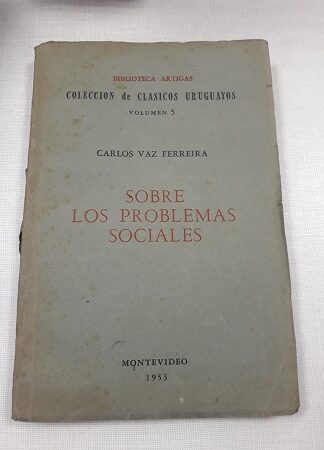 BIBLIOTECA ARTIGAS
COLECCION de CLASICOS URUGUAYOS
VOLUMEN 5
CARLOS VAZ FERREIRA
SOBRE
LOS PROBLEMAS
SOCIALES
MONTEVIDEO
1953